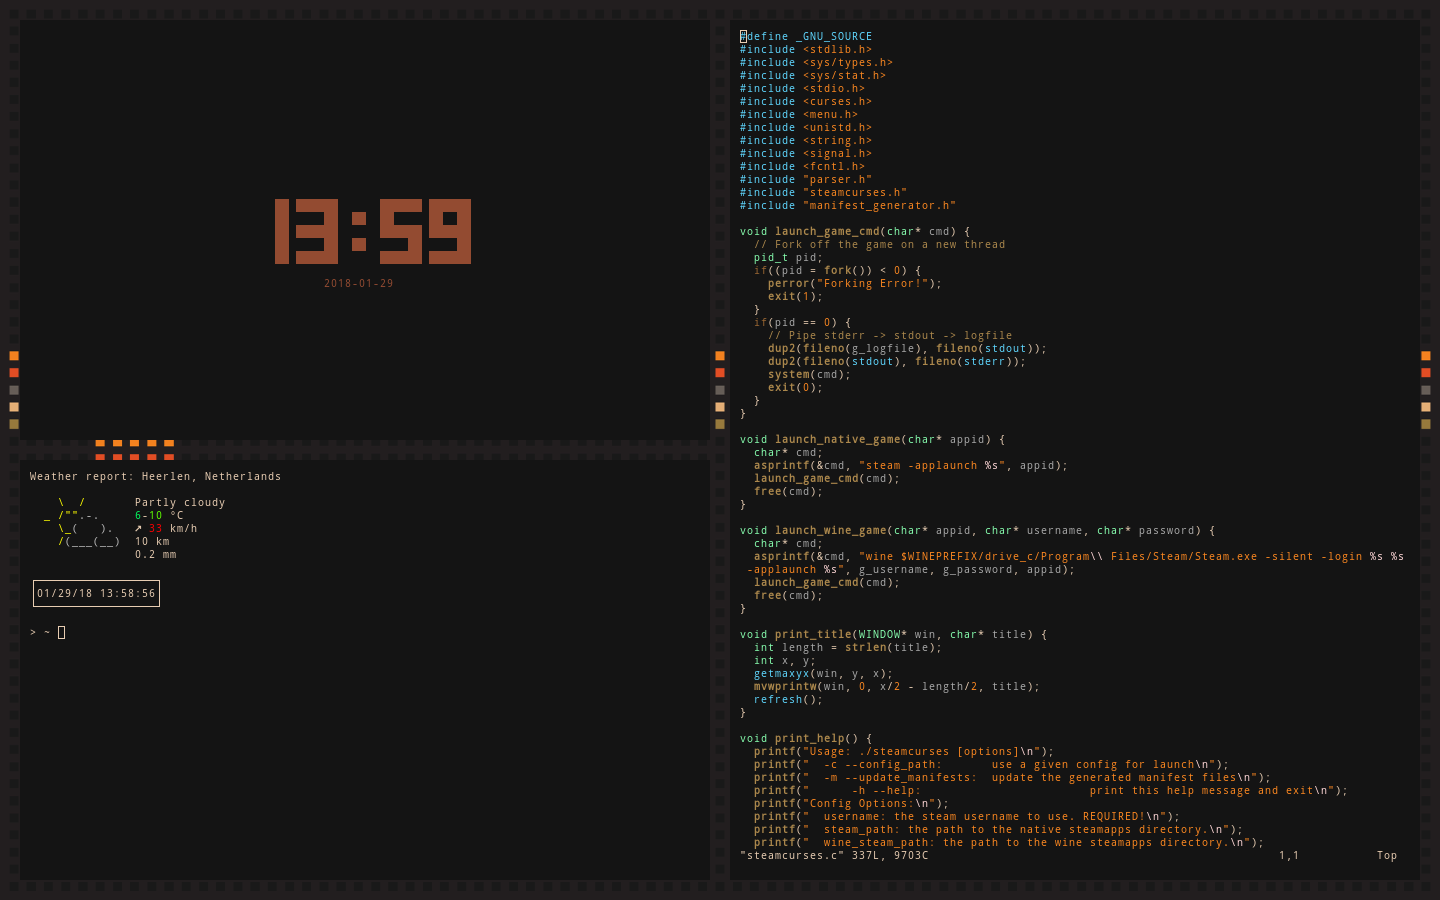 13:59
2018-01-29
Weather report: Heerlen, Netherlands
Partly cloudy
6-10 °C
↗ 33 km/h
10 km
0.2 mm
01/29/18 13:58:56
> ~
#define _GNU_SOURCE
#include <stdlib.h>
#include <sys/types.h>
#include <sys/stat.h>
#include <stdio.h>
#include <curses.h>
#include <menu.h>
#include <unistd.h>
#include <string.h>
#include <signal.h>
#include <fcntl.h>
#include "parser.h"
#include "steamcurses.h"
#include "manifest_generator.h"
void launch_game_cmd(char* cmd) {
  // Fork off the game on a new thread
  pid_t pid;
  if((pid = fork()) < 0) {
    perror("Forking Error!");
    exit(1);
  }
  if(pid == 0) {
    // Pipe stderr -> stdout -> logfile
    dup2(fileno(g_logfile), fileno(stdout));
    dup2(fileno(stdout), fileno(stderr));
    system(cmd);
    exit(0);
  }
}
void launch_native_game(char* appid) {
  char* cmd;
  asprintf(&cmd, "steam -applaunch %s", appid);
  launch_game_cmd(cmd);
  free(cmd);
}
void launch_wine_game(char* appid, char* username, char* password) {
  char* cmd;
  asprintf(&cmd, "wine $WINEPREFIX/drive_c/Program\\ Files/Steam/Steam.exe -silent -login %s %s
 -applaunch %s", g_username, g_password, appid);
  launch_game_cmd(cmd);
  free(cmd);
}
void print_title(WINDOW* win, char* title) {
  int length = strlen(title);
  int x, y;
  getmaxyx(win, y, x);
  mvwprintw(win, 0, x/2 - length/2, title);
  refresh();
}
void print_help() {
  printf("Usage: ./steamcurses [options]\n");
  printf("  -c --config_path:       use a given config for launch\n");
  printf("  -m --update_manifests:  update the generated manifest files\n");
  printf("      -h --help:                        print this help message and exit\n");
  printf("Config Options:\n");
  printf("  username: the steam username to use. REQUIRED!\n");
  printf("  steam_path: the path to the native steamapps directory.\n");
  printf("  wine_steam_path: the path to the wine steamapps directory.\n");
"steamcurses.c" 337L, 9703C 1,1 Top